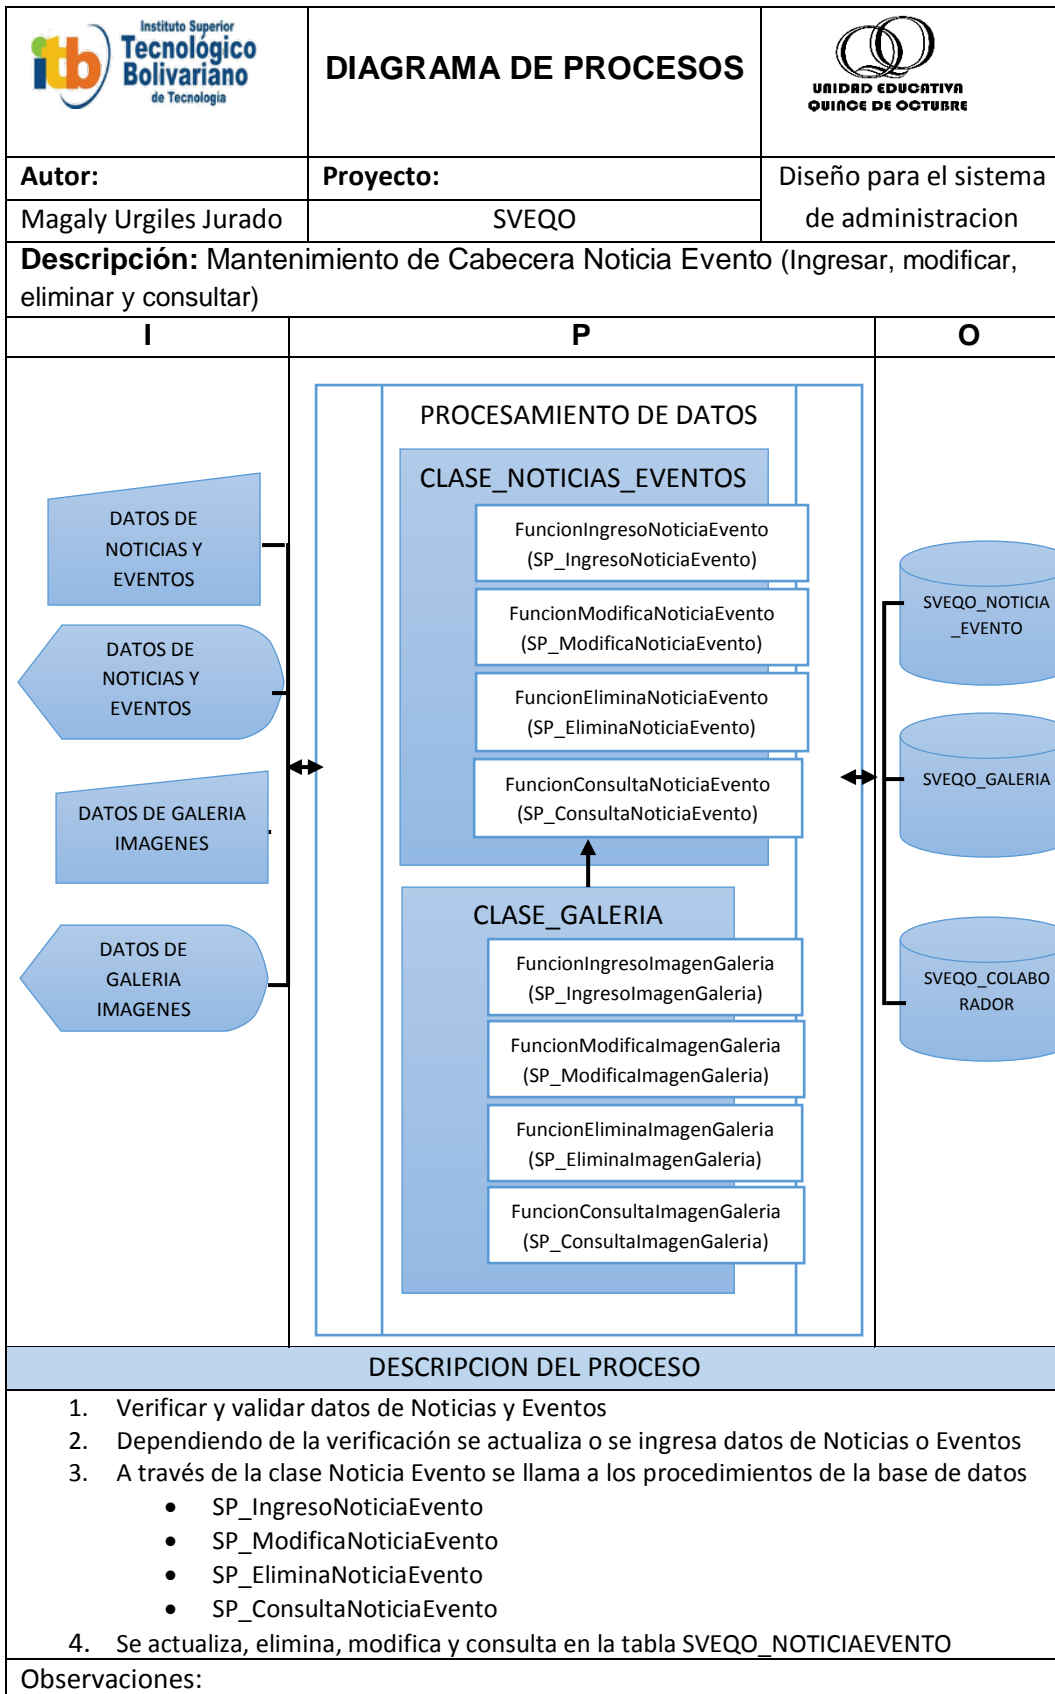 Instituto Superior
Tecnológico
Bolivariano
de Tecnología
itb
DIAGRAMA DE PROCESOS
UNIDAD EDUCATIVA
QUINCE DE OCTUBRE
Autor:
Proyecto:
Diseño para el sistema
de administracion
Magaly Urgiles Jurado
SVEQO
Descripción: Mantenimiento de Cabecera Noticia Evento (Ingresar, modificar,
eliminar y consultar)
I
P
O
DATOS DE
NOTICIAS Y
EVENTOS
DATOS DE
NOTICIAS Y
EVENTOS
DATOS DE GALERIA
IMAGENES
DATOS DE
GALERIA
IMAGENES
PROCESAMIENTO DE DATOS
CLASE_NOTICIAS_EVENTOS
FuncionIngresoNoticiaEvento
(SP_IngresoNoticiaEvento)
FuncionModificaNoticiaEvento
(SP_ModificaNoticiaEvento)
FuncionEliminaNoticiaEvento
(SP_EliminaNoticiaEvento)
FuncionConsultaNoticiaEvento
(SP_ConsultaNoticiaEvento)
CLASE_GALERIA
FuncionIngresoImagenGaleria
(SP_IngresoImagenGaleria)
FuncionModificaImagenGaleria
(SP_ModificaImagenGaleria)
FuncionEliminaImagenGaleria
(SP_EliminaImagenGaleria)
FuncionConsultaImagenGaleria
(SP_ConsultaImagenGaleria)
SVEQO_NOTICIA
_EVENTO
SVEQO_GALERIA
SVEQO_COLABO
RADOR
DESCRIPCION DEL PROCESO
1. Verificar y validar datos de Noticias y Eventos
2. Dependiendo de la verificación se actualiza o se ingresa datos de Noticias o Eventos
3. A través de la clase Noticia Evento se llama a los procedimientos de la base de datos
• SP_IngresoNoticiaEvento
• SP_ModificaNoticiaEvento
• SP_EliminaNoticiaEvento
• SP_ConsultaNoticiaEvento
4. Se actualiza, elimina, modifica y consulta en la tabla SVEQO_NOTICIAEVENTO
Observaciones: